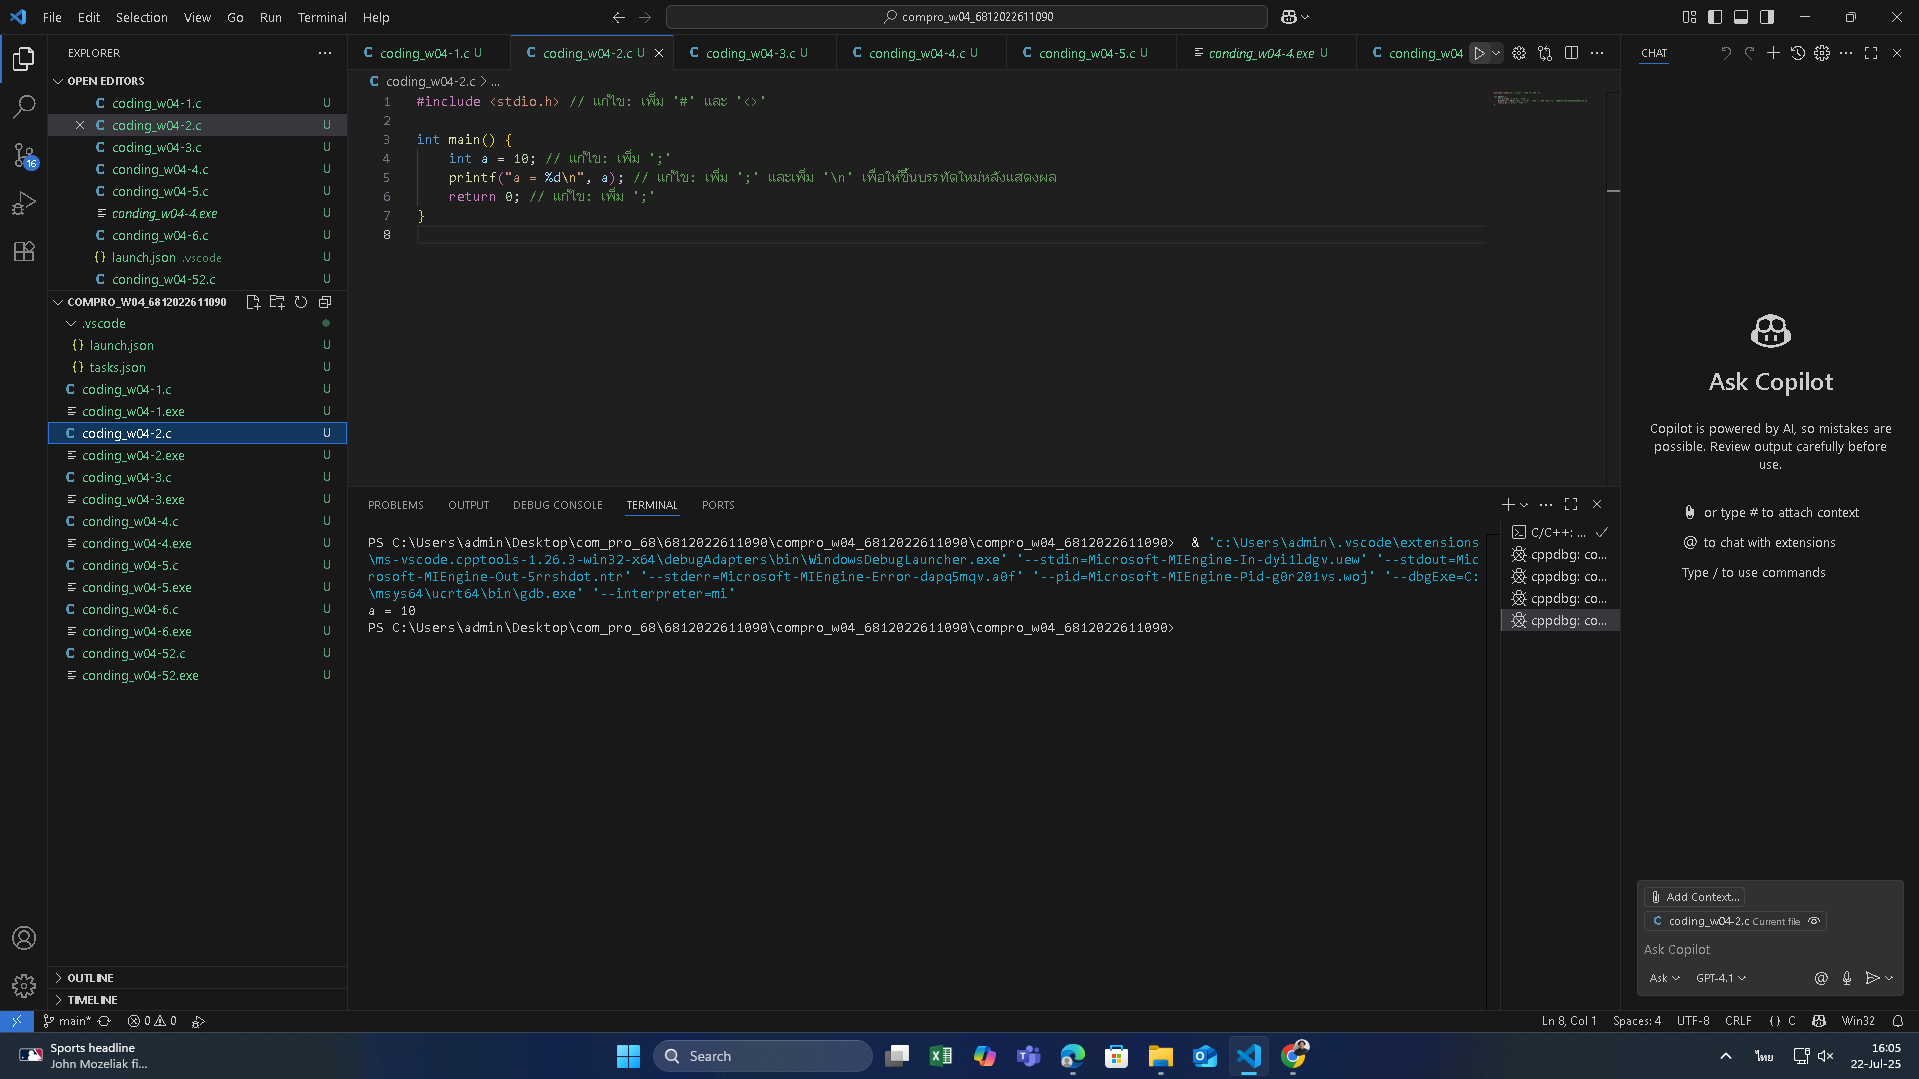 File Edit Selection View Go Run Terminal Help
compro_w04_6812022611090
EXPLORER
OPEN EDITORS
coding_w04-1.c U
coding_w04-2.c U
coding_w04-3.c U
conding_w04-4.c U
conding_w04-5.c U
conding_w04-4.exe U
conding_w04-6.c U
launch.json .vscode U
conding_w04-52.c U
COMPRO_W04_6812022611090
.vscode
launch.json U
tasks.json U
coding_w04-1.c U
coding_w04-1.exe U
coding_w04-2.c U
coding_w04-2.exe U
coding_w04-3.c U
coding_w04-3.exe U
conding_w04-4.c U
conding_w04-4.exe U
conding_w04-5.c U
conding_w04-5.exe U
conding_w04-6.c U
conding_w04-6.exe U
conding_w04-52.c U
conding_w04-52.exe U
OUTLINE
TIMELINE
16
coding_w04-1.c U coding_w04-2.c U coding_w04-3.c U conding_w04-4.c U conding_w04-5.c U conding_w04-4.exe U conding_w04
coding_w04-2.c > ...
1 #include <stdio.h> // แก้ไข: เพิ่ม '#' และ '<>'
2
3 int main() {
4 int a = 10; // แก้ไข: เพิ่ม ';'
5 printf("a = %d\n", a); // แก้ไข: เพิ่ม ';' และเพิ่ม '\n' เพื่อให้ขึ้นบรรทัดใหม่หลังแสดงผล
6 return 0; // แก้ไข: เพิ่ม ';'
7 }
8
PROBLEMS OUTPUT DEBUG CONSOLE TERMINAL PORTS
PS C:\Users\admin\Desktop\com_pro_68\6812022611090\compro_w04_6812022611090\compro_w04_6812022611090> & 'c:\Users\admin\.vscode\extensions
\ms-vscode.cpptools-1.26.3-win32-x64\debugAdapters\bin\WindowsDebugLauncher.exe' '--stdin=Microsoft-MIEngine-In-dyi1ldgv.uew' '--stdout=Mic
rosoft-MIEngine-Out-5rrshdot.ntr' '--stderr=Microsoft-MIEngine-Error-dapq5mqv.a0f' '--pid=Microsoft-MIEngine-Pid-g0r201vs.woj' '--dbgExe=C:
\msys64\ucrt64\bin\gdb.exe' '--interpreter=mi'
a = 10
PS C:\Users\admin\Desktop\com_pro_68\6812022611090\compro_w04_6812022611090\compro_w04_6812022611090>
C/C++: ...
cppdbg: co...
cppdbg: co...
cppdbg: co...
cppdbg: co...
CHAT
Ask Copilot
Copilot is powered by AI, so mistakes are
possible. Review output carefully before
use.
or type # to attach context
@ to chat with extensions
Type / to use commands
Add Context...
coding_w04-2.c Current file
Ask Copilot
Ask GPT-4.1
main* 0 0
Ln 8, Col 1 Spaces: 4 UTF-8 CRLF {} C Win32
Sports headline
John Mozeliak fi...
Search
ไทย
16:05
22-Jul-25